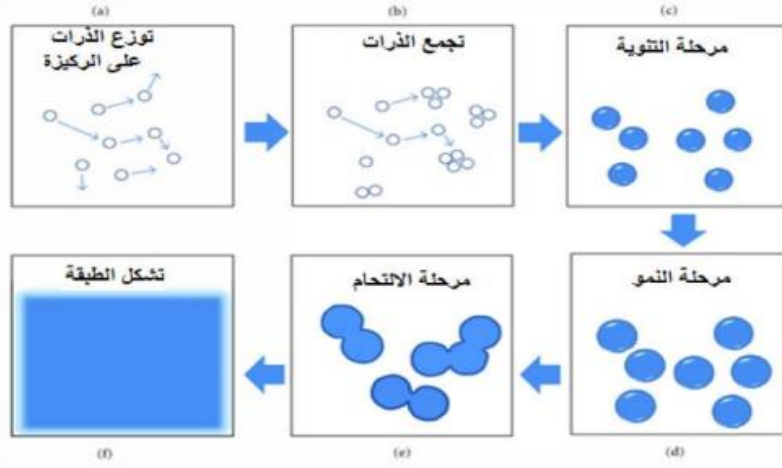 (a)
توزع الذرات
على الركيزة
(b)
تجمع الذرات
(c)
مرحلة التنوية
مرحلة النمو
(d)
مرحلة الالتحام
(e)
تشكل الطبقة
(f)